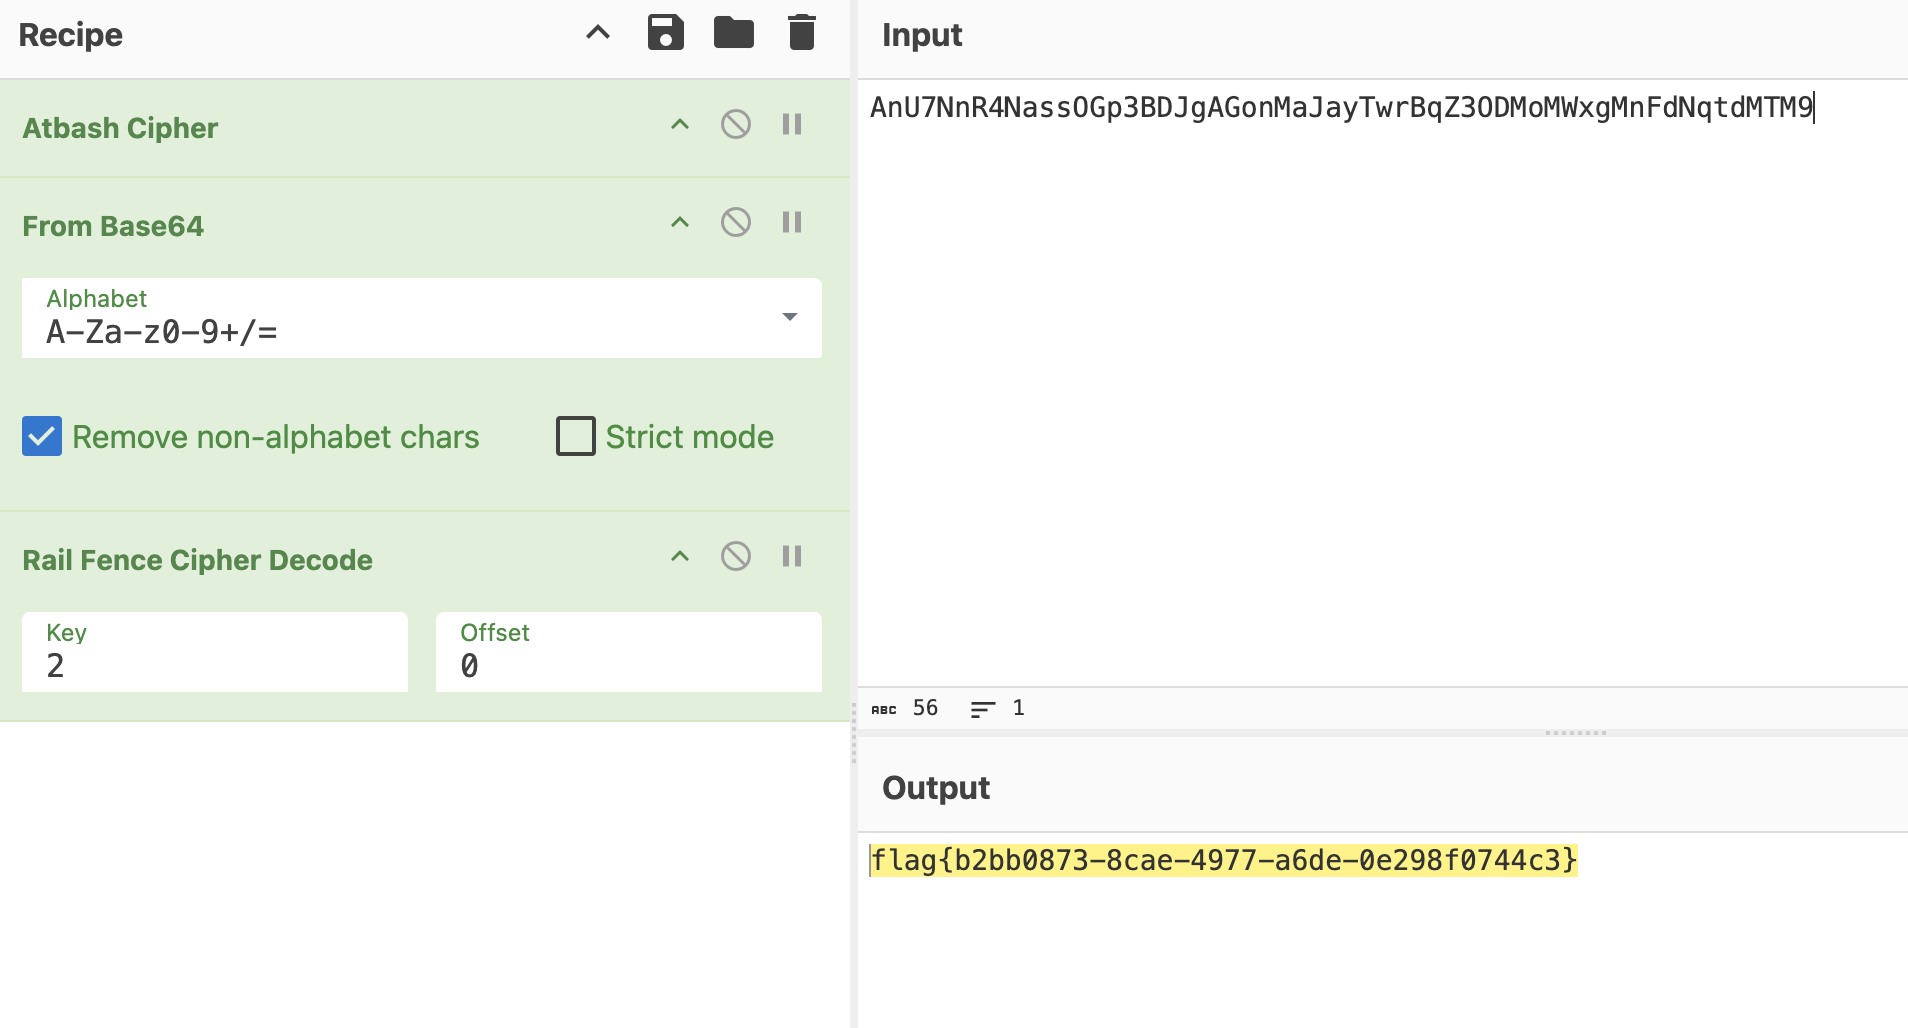 Recipe
Atbash Cipher
From Base64
Alphabet
A-Za-z0-9+/=
Remove non-alphabet chars
Strict mode
Rail Fence Cipher Decode
Key
2
Offset
0
Input
AnU7NnR4NassOGp3BDJgAGonMaJayTwrBqZ3ODMoMWxgMnFdNqtdMTM9
ABC 56 1
Output
flag{b2bb0873-8cae-4977-a6de-0e298f0744c3}